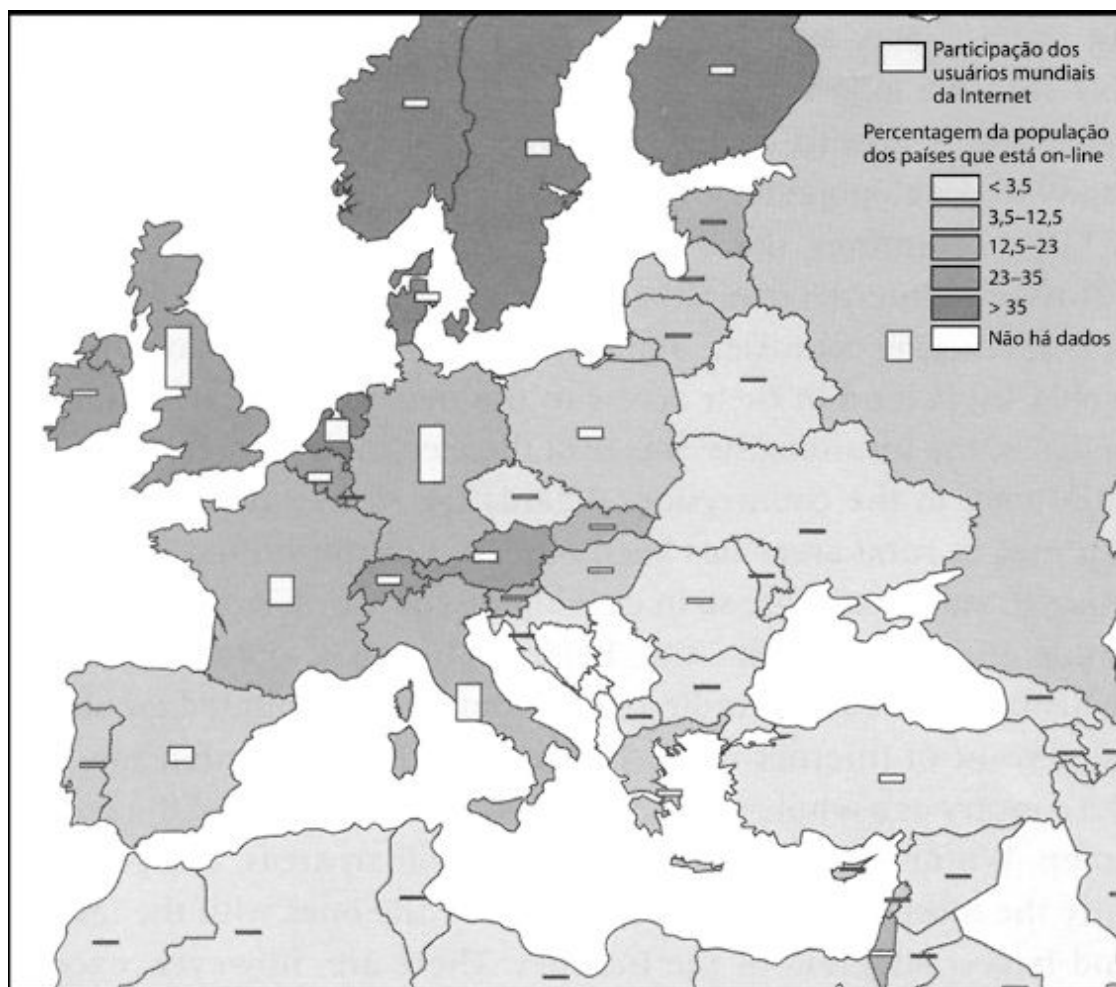 Participação dos
usuários mundiais
da Internet
Percentagem da população
dos países que está on-line
< 3,5
3,5–12,5
12,5–23
23–35
> 35
Não há dados